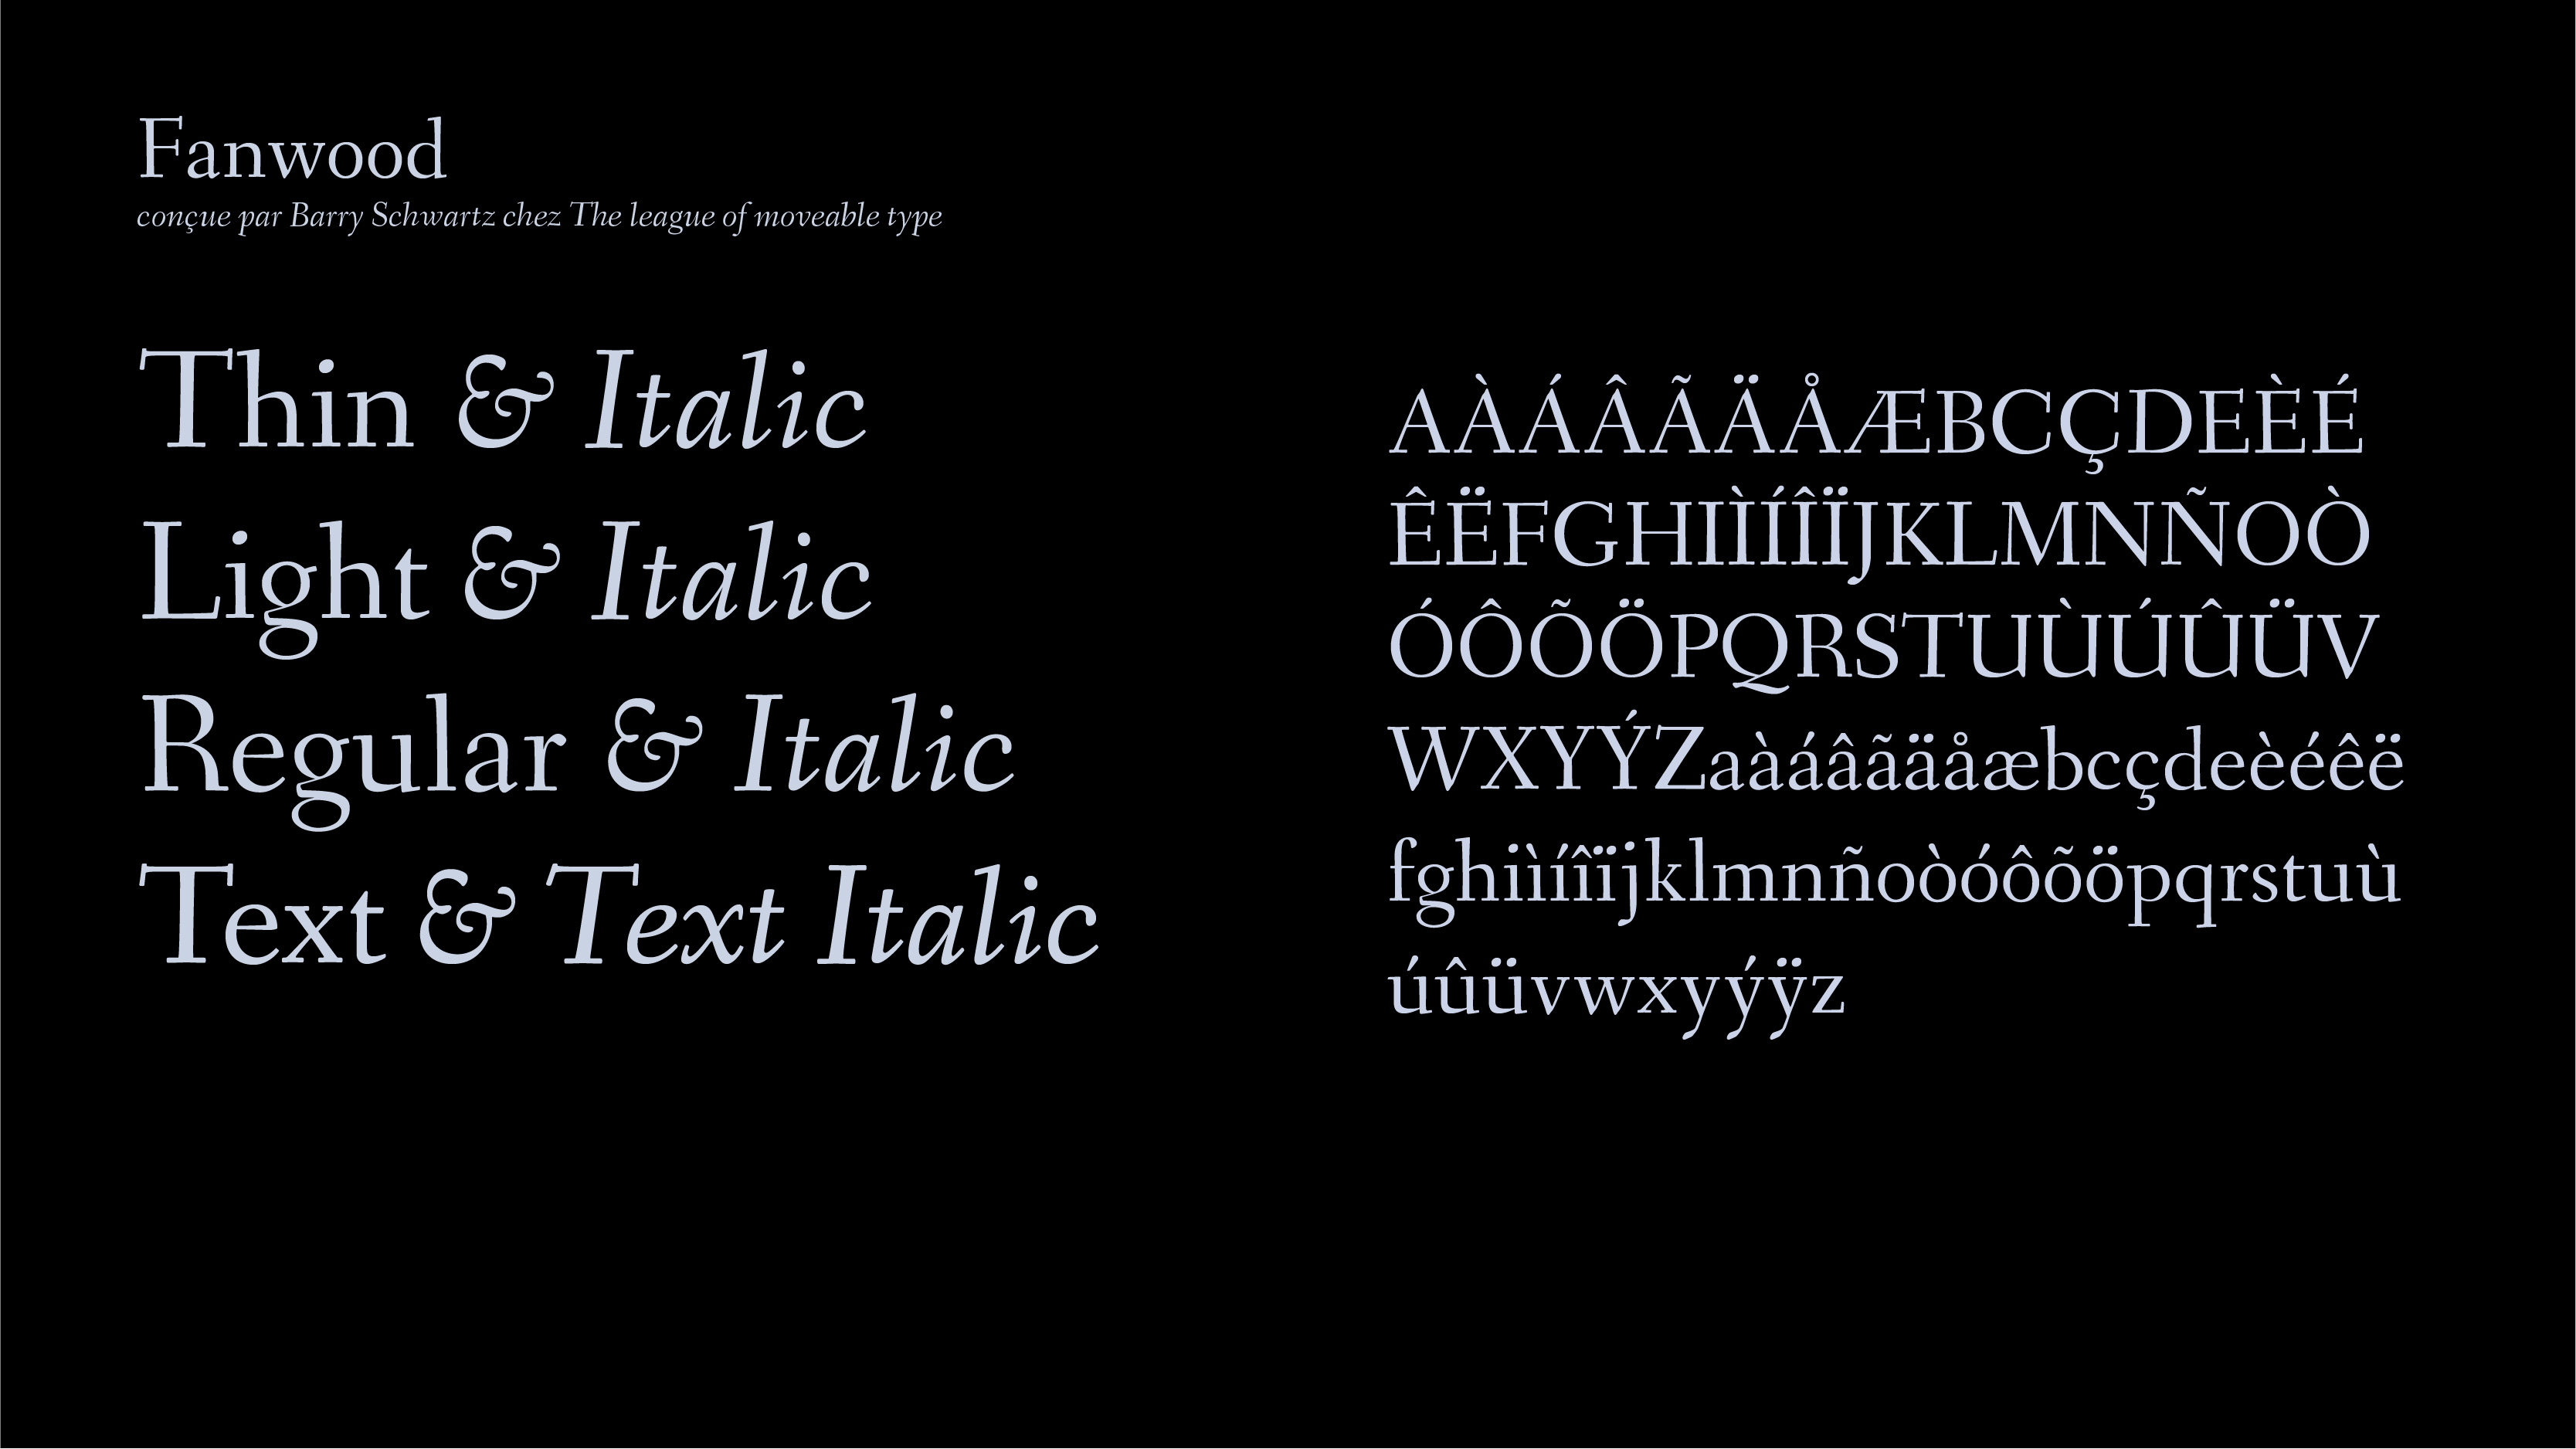 Fanwood
conçue par Barry Schwartz chez The league of moveable type
Thin & Italic
Light & Italic
Regular & Italic
Text & Text Italic
AÀÁÂÃÄÅÆBCÇDEÈÉ
ÊËFGHIÌÍÎÏJKLMNÑOÒ
ÓÔÕÖPQRSTUÙÚÛÜV
WXYÝZaàáâãäåæbcçdeèéêë
fghiìíîïjklmnñoòóôõöpqrstuù
úûüvwxyýÿz